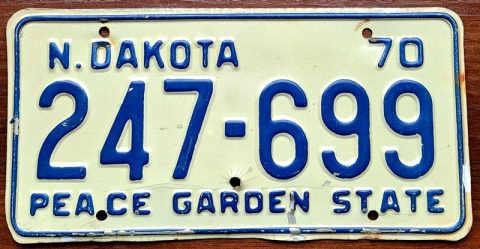 N. DAKOTA 70
247-699
PEACE GARDEN STATE